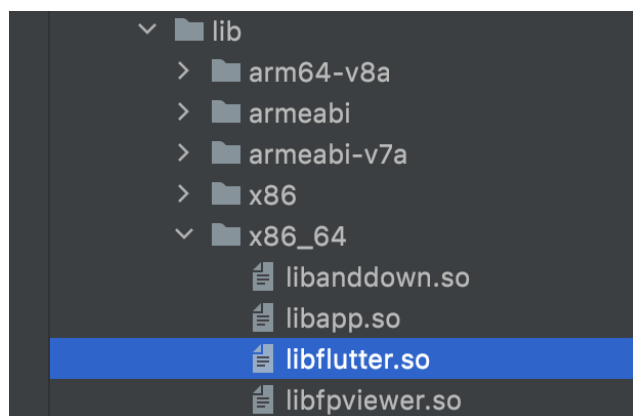 lib
arm64-v8a
armeabi
armeabi-v7a
x86
x86_64
libanddown.so
libapp.so
libflutter.so
libfpviewer.so